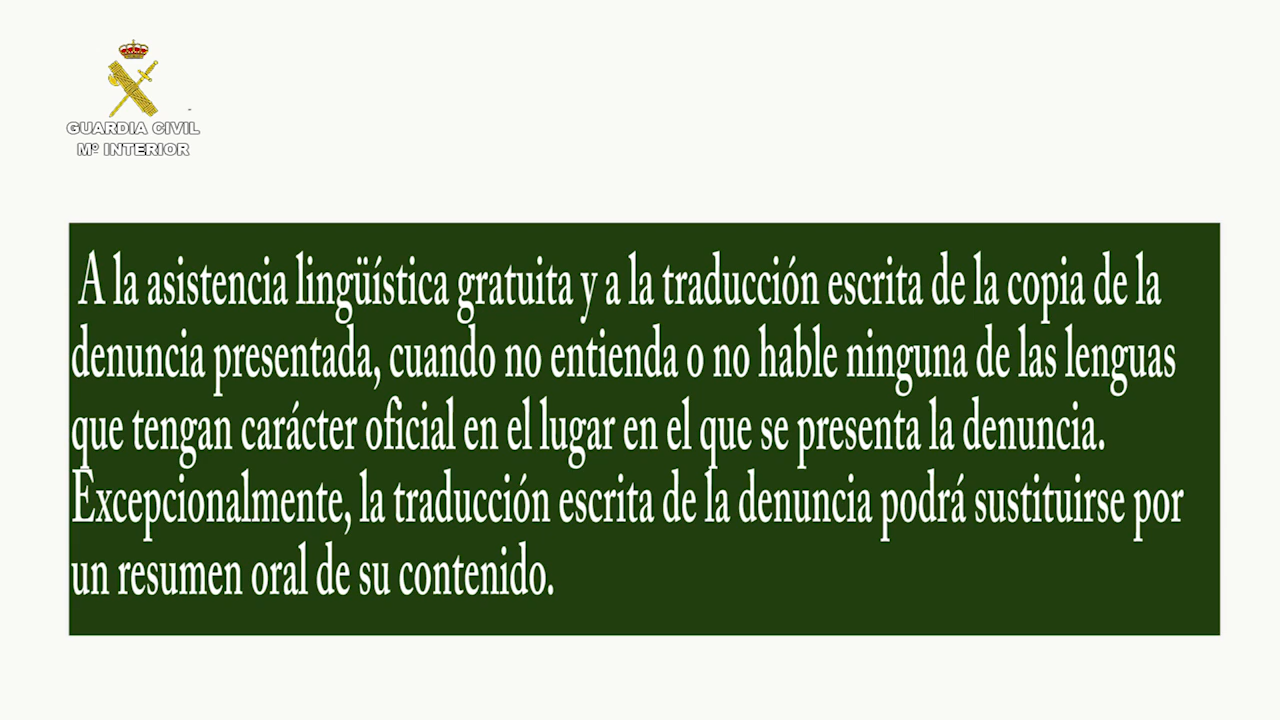 GUARDIA CIVIL
Mº INTERIOR
A la asistencia lingüística gratuita y a la traducción escrita de la copia de la
denuncia presentada, cuando no entienda o no hable ninguna de las lenguas
que tengan carácter oficial en el lugar en el que se presenta la denuncia.
Excepcionalmente, la traducción escrita de la denuncia podrá sustituirse por
un resumen oral de su contenido.